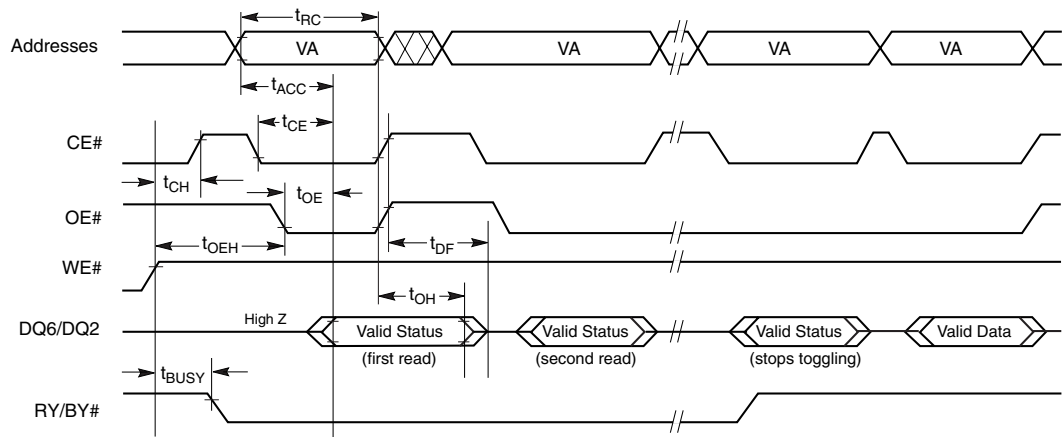 tRC
Addresses VA VA VA VA
tACC
tCE
CE#
tCH tOE
OE#
tOEH tDF
WE#
tOH
High Z
DQ6/DQ2 Valid Status Valid Status Valid Status Valid Data
(first read) (second read) (stops toggling)
tBUSY
RY/BY#